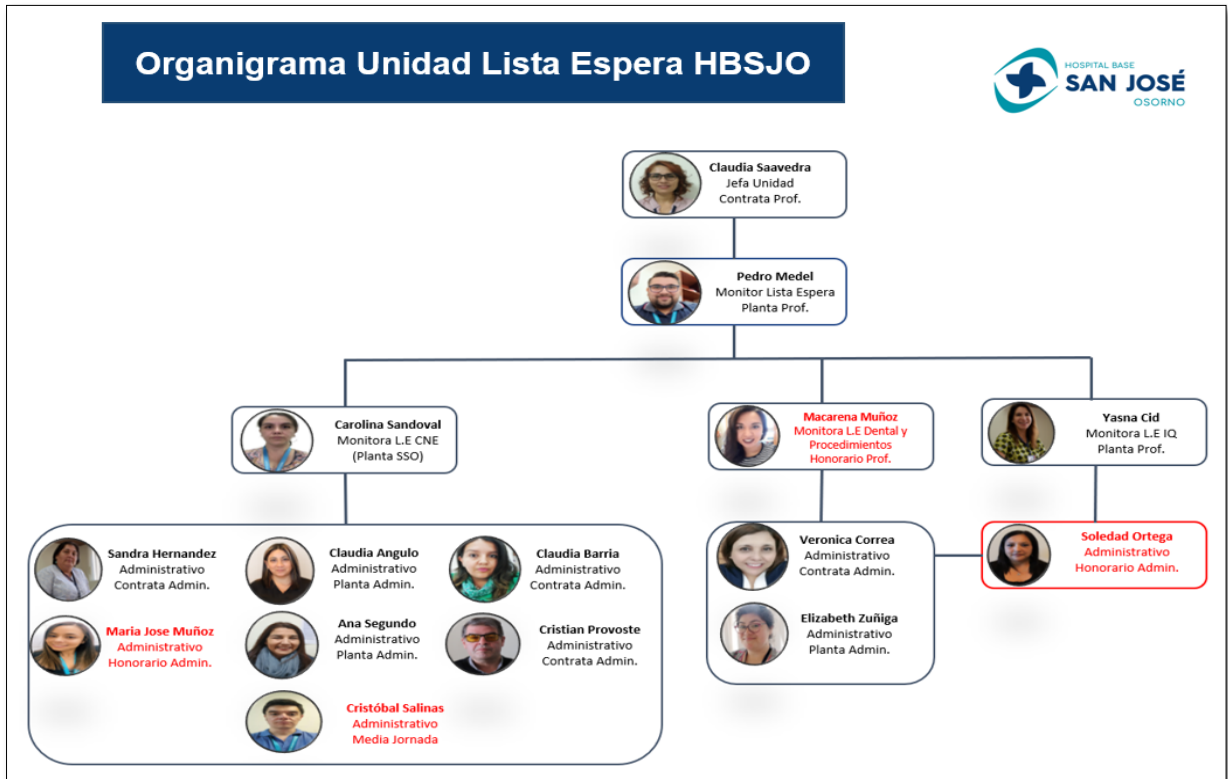 Organigrama Unidad Lista Espera HBSJO
HOSPITAL BASE
SAN JOSÉ
OSORNO
Claudia Saavedra
Jefa Unidad
Contrata Prof.
Pedro Medel
Monitor Lista Espera
Planta Prof.
Carolina Sandoval
Monitora L.E CNE
(Planta SSO)
Macarena Muñoz
Monitora L.E Dental y
Procedimientos
Honorario Prof.
Yasna Cid
Monitora L.E IQ
Planta Prof.
Sandra Hernandez
Administrativo
Contrata Admin.
Claudia Angulo
Administrativo
Planta Admin.
Claudia Barria
Administrativo
Contrata Admin.
Maria Jose Muñoz
Administrativo
Honorario Admin.
Ana Segundo
Administrativo
Planta Admin.
Cristian Provoste
Administrativo
Contrata Admin.
Cristóbal Salinas
Administrativo
Media Jornada
Veronica Correa
Administrativo
Contrata Admin.
Elizabeth Zuñiga
Administrativo
Planta Admin.
Soledad Ortega
Administrativo
Honorario Admin.